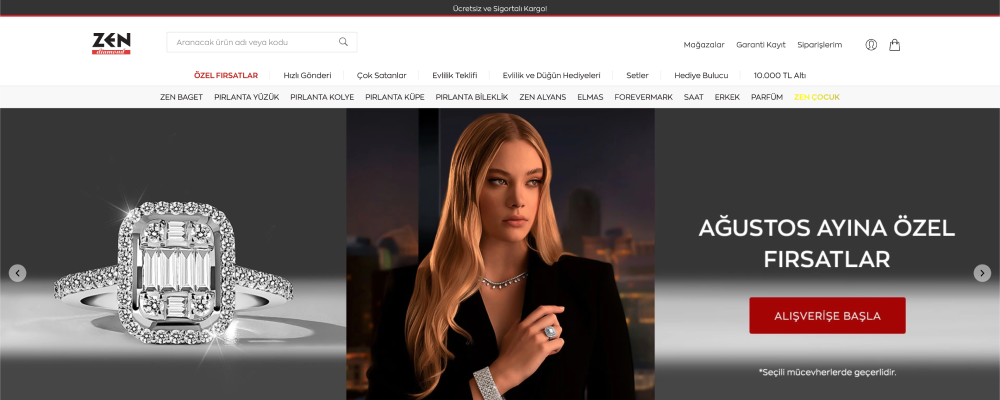 Ücretsiz ve Sigortalı Kargo!
ZEN
diamond
Aranacak ürün adı veya kodu
Mağazalar Garanti Kayıt Siparişlerim
ÖZEL FIRSATLAR Hızlı Gönderi Çok Satanlar Evlilik Teklifi Evlilik ve Düğün Hediyeleri Setler Hediye Bulucu 10.000 TL Altı
ZEN BAGET PIRLANTA YÜZÜK PIRLANTA KOLYE PIRLANTA KÜPE PIRLANTA BİLEKLİK ZEN ALYANS ELMAS FOREVERMARK SAAT ERKEK PARFÜM ZEN ÇOCUK
AĞUSTOS AYINA ÖZEL
FIRSATLAR
ALIŞVERİŞE BAŞLA
*Seçili mücevherlerde geçerlidir.